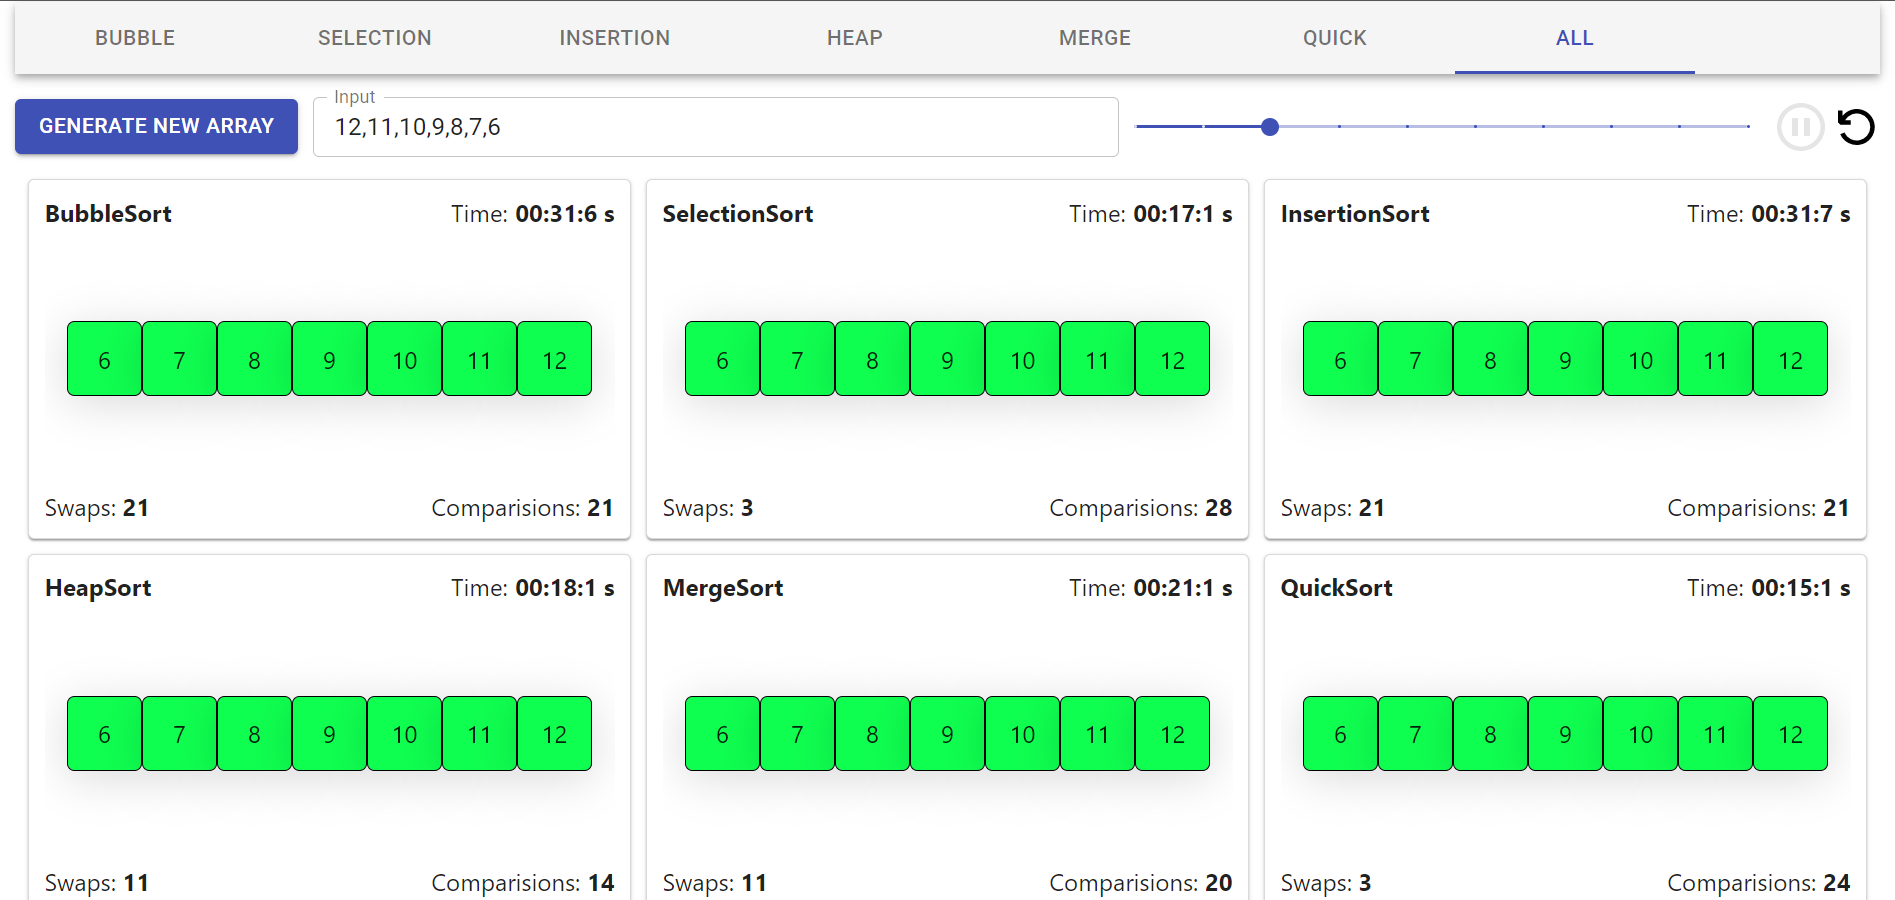 BUBBLE SELECTION INSERTION HEAP MERGE QUICK ALL
GENERATE NEW ARRAY
Input
12,11,10,9,8,7,6
BubbleSort Time: 00:31:6 s
6 7 8 9 10 11 12
Swaps: 21 Comparisions: 21
SelectionSort Time: 00:17:1 s
6 7 8 9 10 11 12
Swaps: 3 Comparisions: 28
InsertionSort Time: 00:31:7 s
6 7 8 9 10 11 12
Swaps: 21 Comparisions: 21
HeapSort Time: 00:18:1 s
6 7 8 9 10 11 12
Swaps: 11 Comparisions: 14
MergeSort Time: 00:21:1 s
6 7 8 9 10 11 12
Swaps: 11 Comparisions: 20
QuickSort Time: 00:15:1 s
6 7 8 9 10 11 12
Swaps: 3 Comparisions: 24